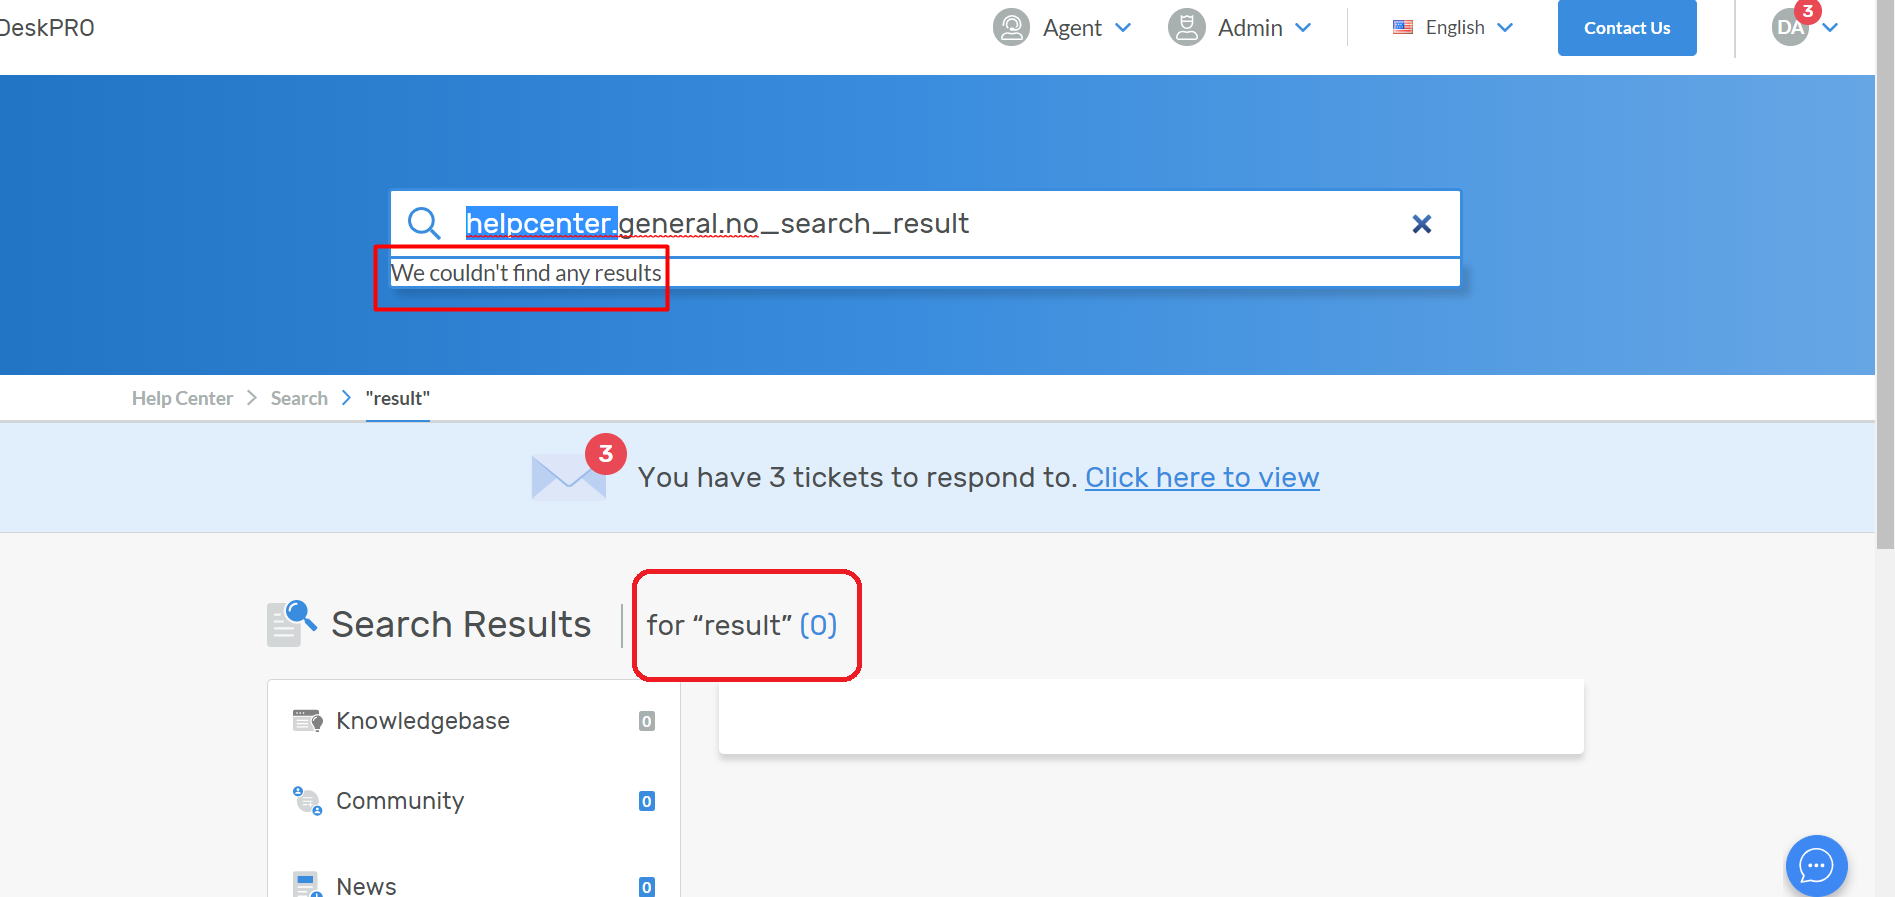 DeskPRO
Agent
Admin
English
Contact Us
DA
3
helpcenter.general.no_search_result
We couldn't find any results
Help Center > Search > "result"
3
You have 3 tickets to respond to. Click here to view
Search Results
for “result” (0)
Knowledgebase 0
Community 0
News 0